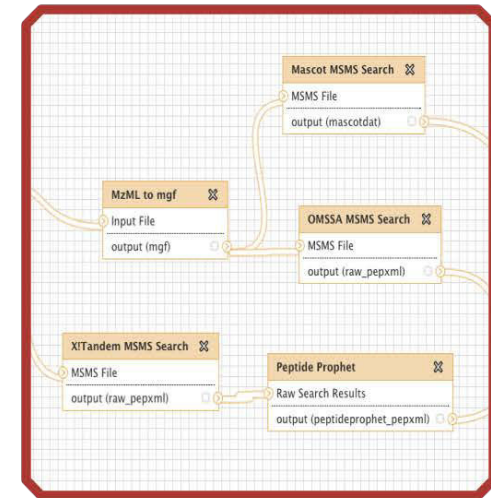 Mascot MSMS Search
MSMS File
output (mascotdat)
MzML to mgf
Input File
output (mgf)
OMSSA MSMS Search
MSMS File
output (raw_pepxml)
X!Tandem MSMS Search
MSMS File
output (raw_pepxml)
Peptide Prophet
Raw Search Results
output (peptideprophet_pepxml)